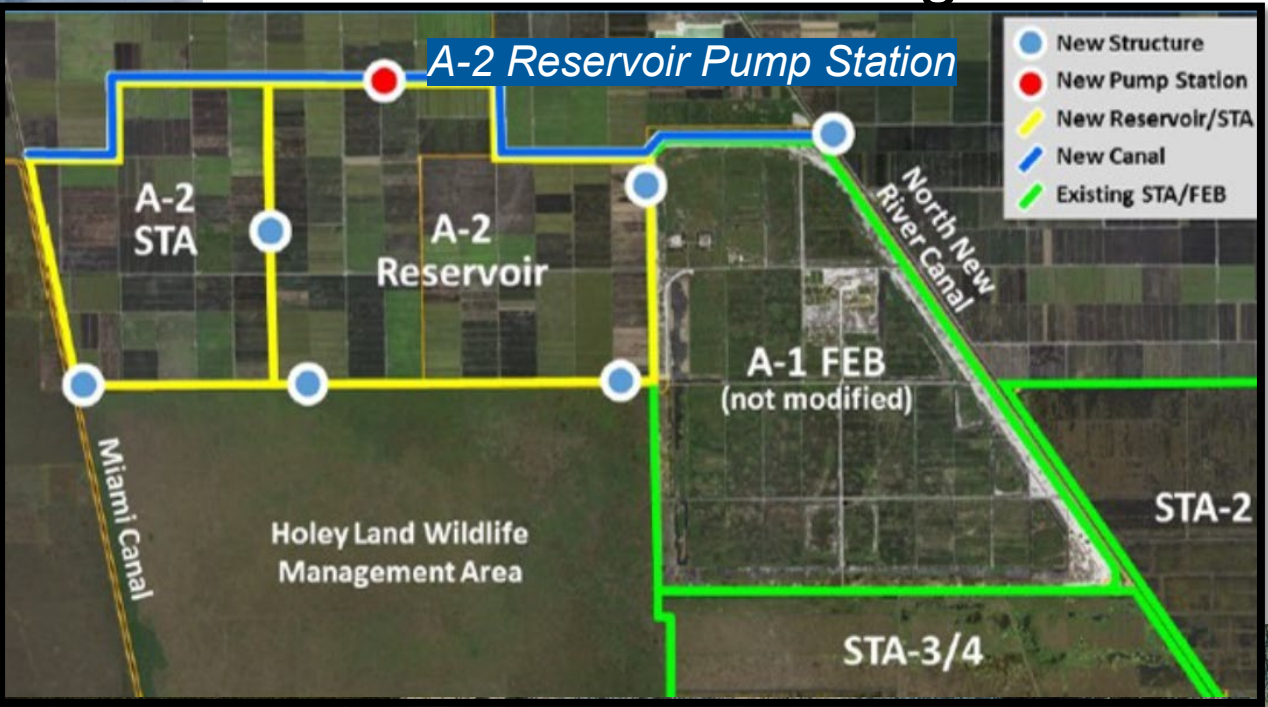 A-2 Reservoir Pump Station
New Structure
New Pump Station
New Reservoir/STA
New Canal
Existing STA/FEB
A-2
STA
A-2
Reservoir
North New
River Canal
A-1 FEB
(not modified)
Miami Canal
Holey Land Wildlife
Management Area
STA-2
STA-3/4